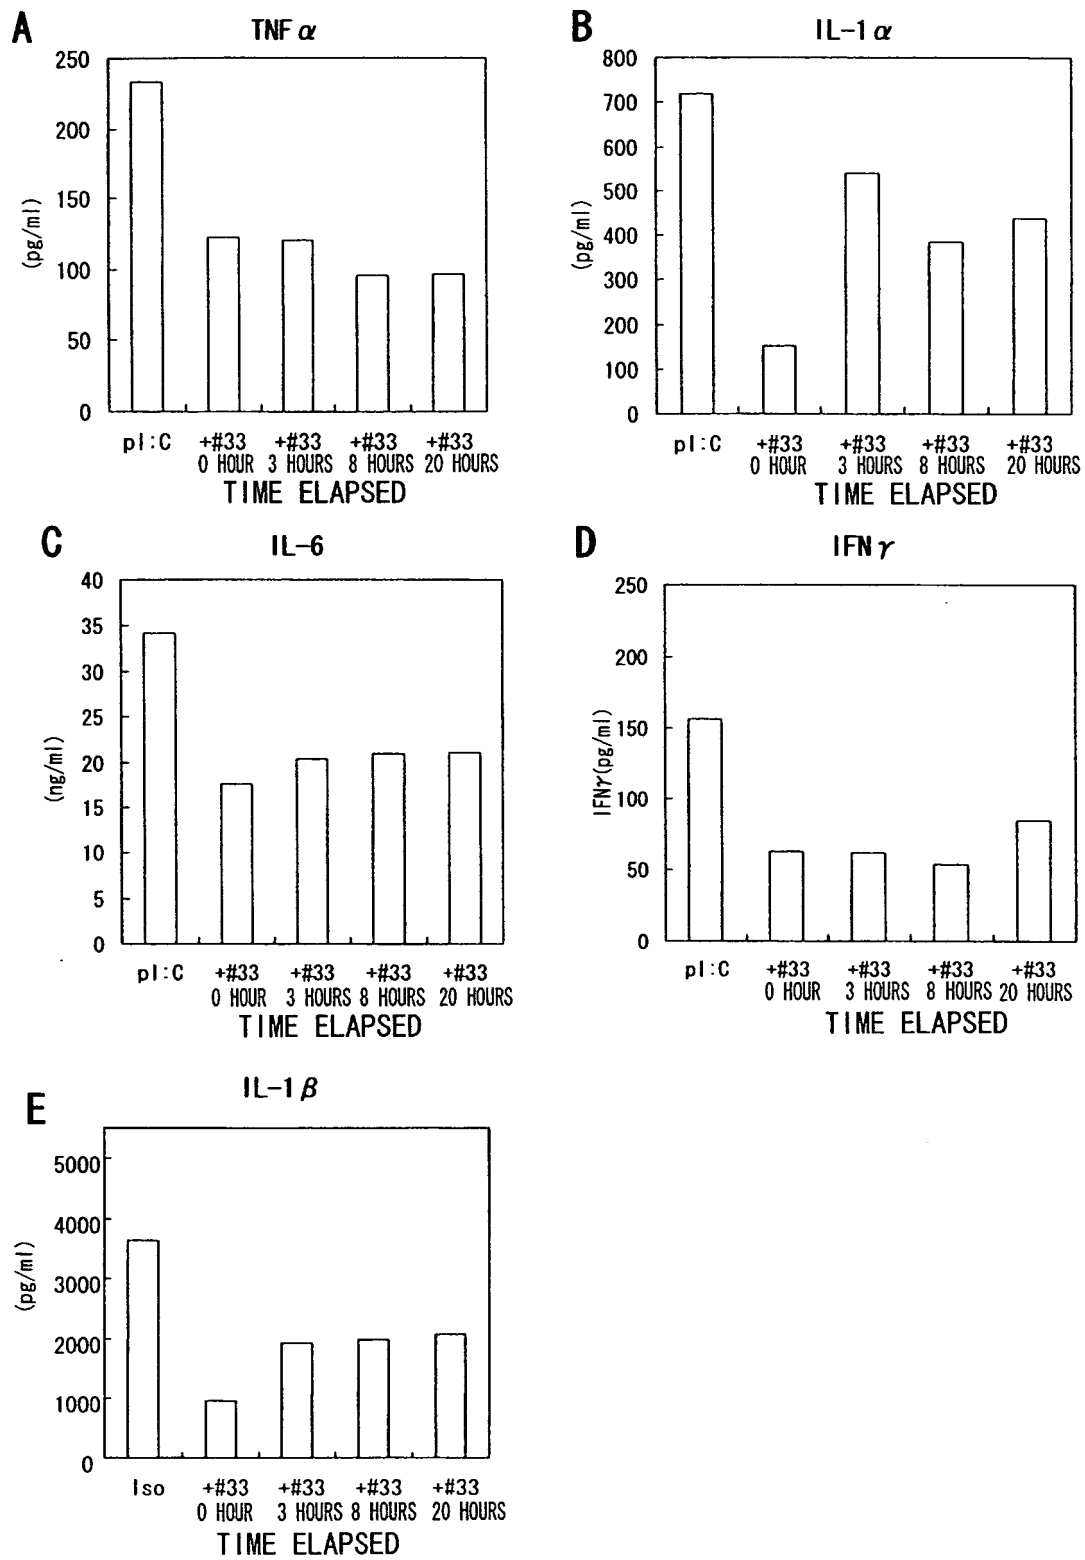 A
TNF α
250
200
150
100
50
0
(pg/ml)
pI:C +#33 +#33 +#33 +#33
0 HOUR 3 HOURS 8 HOURS 20 HOURS
TIME ELAPSED
B
IL-1 α
800
700
600
500
400
300
200
100
0
(pg/ml)
pI:C +#33 +#33 +#33 +#33
0 HOUR 3 HOURS 8 HOURS 20 HOURS
TIME ELAPSED
C
IL-6
40
35
30
25
20
15
10
5
0
(ng/ml)
pI:C +#33 +#33 +#33 +#33
0 HOUR 3 HOURS 8 HOURS 20 HOURS
TIME ELAPSED
D
IFN γ
250
200
150
100
50
0
IFNγ(pg/ml)
pI:C +#33 +#33 +#33 +#33
0 HOUR 3 HOURS 8 HOURS 20 HOURS
TIME ELAPSED
E
IL-1 β
5000
4000
3000
2000
1000
0
(pg/ml)
Iso +#33 +#33 +#33 +#33
0 HOUR 3 HOURS 8 HOURS 20 HOURS
TIME ELAPSED